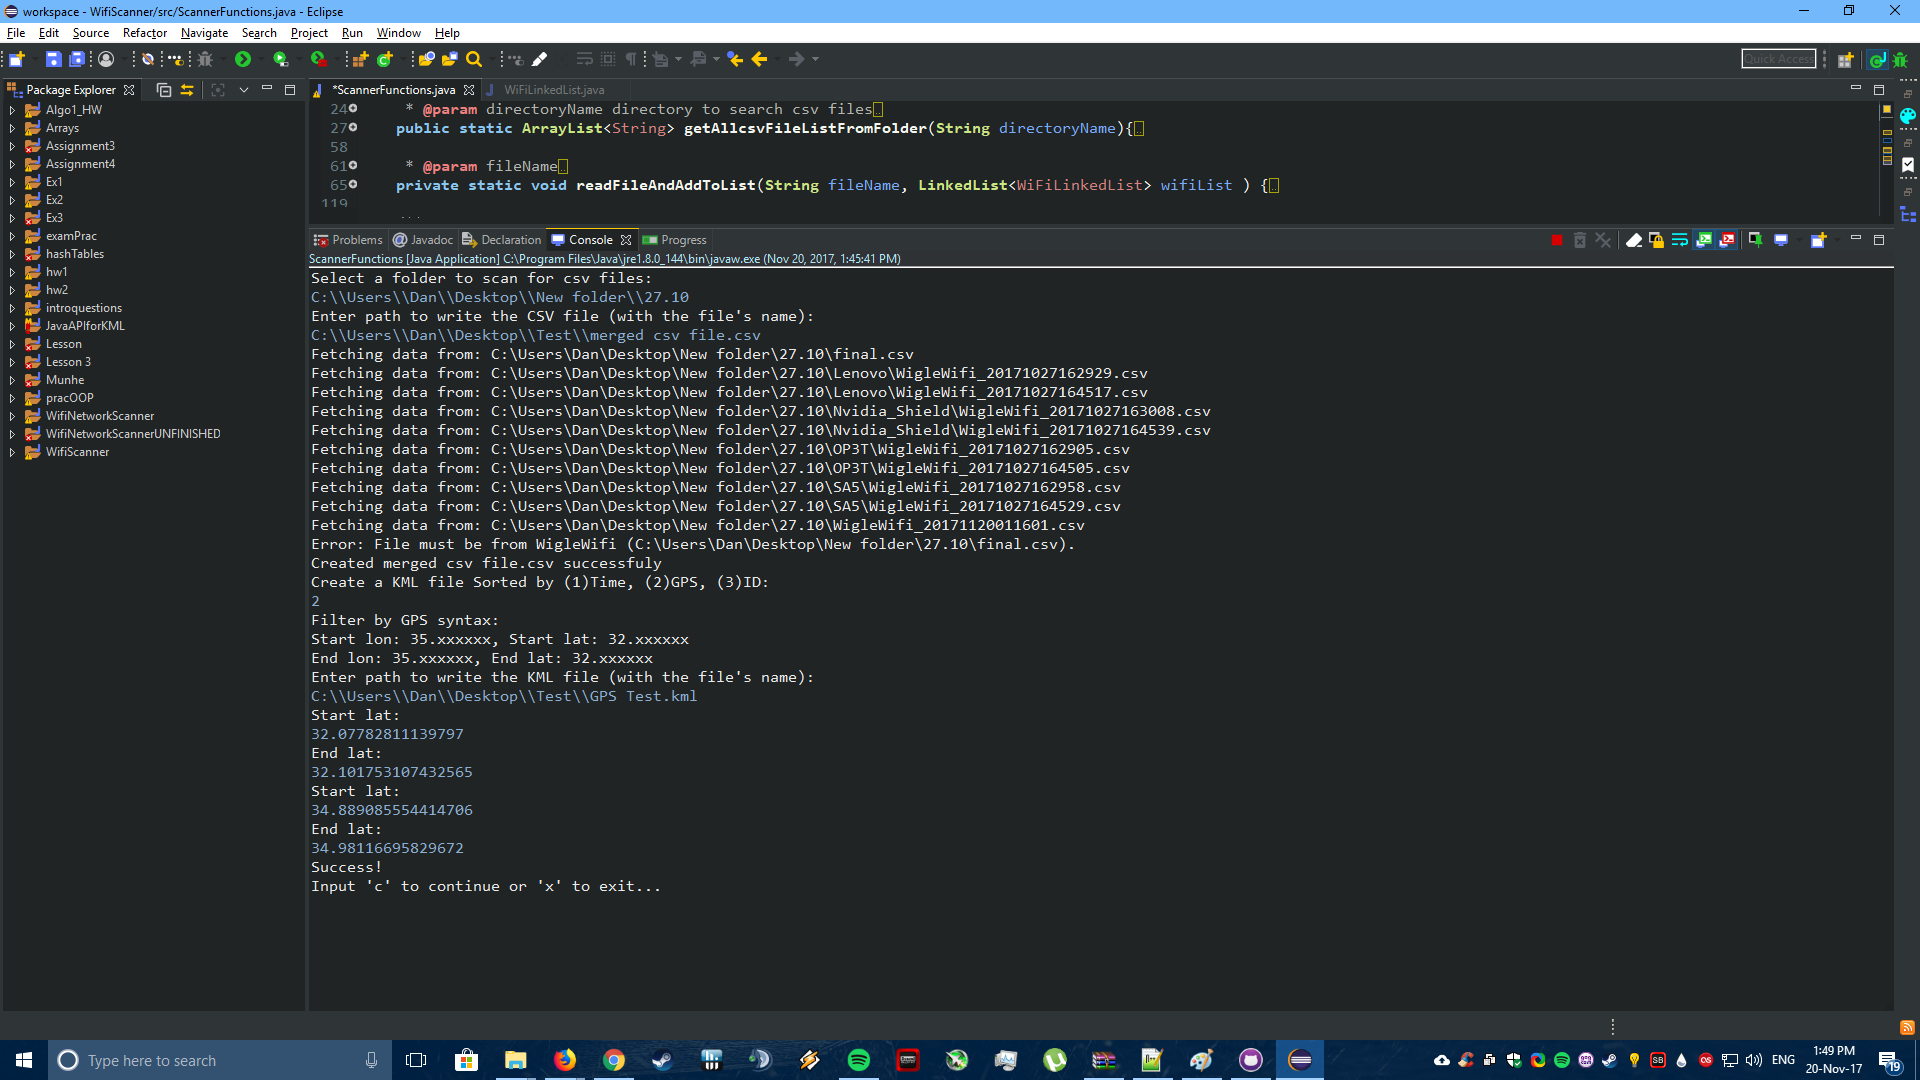 workspace - WifiScanner/src/ScannerFunctions.java - Eclipse
File Edit Source Refactor Navigate Search Project Run Window Help
Quick Access
Package Explorer
Algo1_HW
Arrays
Assignment3
Assignment4
Ex1
Ex2
Ex3
examPrac
hashTables
hw1
hw2
introquestions
JavaAPIforKML
Lesson
Lesson 3
Munhe
pracOOP
WifiNetworkScanner
WifiNetworkScannerUNFINISHED
WifiScanner
*ScannerFunctions.java WiFiLinkedList.java
24 * @param directoryName directory to search csv files
27 public static ArrayList<String> getAllcsvFileListFromFolder(String directoryName){
58
61 * @param fileName
65 private static void readFileAndAddToList(String fileName, LinkedList<WiFiLinkedList> wifiList ) {
119
Problems Javadoc Declaration Console Progress
ScannerFunctions [Java Application] C:\Program Files\Java\jre1.8.0_144\bin\javaw.exe (Nov 20, 2017, 1:45:41 PM)
Select a folder to scan for csv files:
C:\\Users\\Dan\\Desktop\\New folder\\27.10
Enter path to write the CSV file (with the file's name):
C:\\Users\\Dan\\Desktop\\Test\\merged csv file.csv
Fetching data from: C:\Users\Dan\Desktop\New folder\27.10\final.csv
Fetching data from: C:\Users\Dan\Desktop\New folder\27.10\Lenovo\WigleWifi_20171027162929.csv
Fetching data from: C:\Users\Dan\Desktop\New folder\27.10\Lenovo\WigleWifi_20171027164517.csv
Fetching data from: C:\Users\Dan\Desktop\New folder\27.10\Nvidia_Shield\WigleWifi_20171027163008.csv
Fetching data from: C:\Users\Dan\Desktop\New folder\27.10\Nvidia_Shield\WigleWifi_20171027164539.csv
Fetching data from: C:\Users\Dan\Desktop\New folder\27.10\OP3T\WigleWifi_20171027162905.csv
Fetching data from: C:\Users\Dan\Desktop\New folder\27.10\OP3T\WigleWifi_20171027164505.csv
Fetching data from: C:\Users\Dan\Desktop\New folder\27.10\SA5\WigleWifi_20171027162958.csv
Fetching data from: C:\Users\Dan\Desktop\New folder\27.10\SA5\WigleWifi_20171027164529.csv
Fetching data from: C:\Users\Dan\Desktop\New folder\27.10\WigleWifi_20171120011601.csv
Error: File must be from WigleWifi (C:\Users\Dan\Desktop\New folder\27.10\final.csv).
Created merged csv file.csv successfuly
Create a KML file Sorted by (1)Time, (2)GPS, (3)ID:
2
Filter by GPS syntax:
Start lon: 35.xxxxxx, Start lat: 32.xxxxxx
End lon: 35.xxxxxx, End lat: 32.xxxxxx
Enter path to write the KML file (with the file's name):
C:\\Users\\Dan\\Desktop\\Test\\GPS Test.kml
Start lat:
32.07782811139797
End lat:
32.101753107432565
Start lat:
34.889085554414706
End lat:
34.98116695829672
Success!
Input 'c' to continue or 'x' to exit...
Type here to search
ENG
1:49 PM
20-Nov-17
19